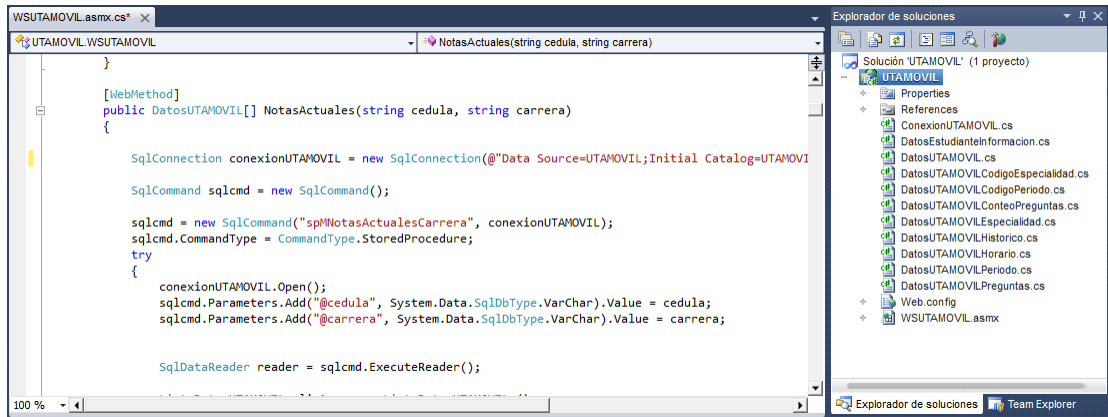 WSUTAMOVIL.asmx.cs*
UTAMOVIL.WSUTAMOVIL
NotasActuales(string cedula, string carrera)
}
[WebMethod]
public DatosUTAMOVIL[] NotasActuales(string cedula, string carrera)
{
SqlConnection conexionUTAMOVIL = new SqlConnection(@"Data Source=UTAMOVIL;Initial Catalog=UTAMOVI
SqlCommand sqlcmd = new SqlCommand();
sqlcmd = new SqlCommand("spMNotasActualesCarrera", conexionUTAMOVIL);
sqlcmd.CommandType = CommandType.StoredProcedure;
try
{
conexionUTAMOVIL.Open();
sqlcmd.Parameters.Add("@cedula", System.Data.SqlDbType.VarChar).Value = cedula;
sqlcmd.Parameters.Add("@carrera", System.Data.SqlDbType.VarChar).Value = carrera;
SqlDataReader reader = sqlcmd.ExecuteReader();
100 %
Explorador de soluciones
Solución 'UTAMOVIL' (1 proyecto)
UTAMOVIL
Properties
References
ConexionUTAMOVIL.cs
DatosEstudianteInformacion.cs
DatosUTAMOVIL.cs
DatosUTAMOVILCodigoEspecialidad.cs
DatosUTAMOVILCodigoPeriodo.cs
DatosUTAMOVILConteoPreguntas.cs
DatosUTAMOVILEspecialidad.cs
DatosUTAMOVILHistorico.cs
DatosUTAMOVILHorario.cs
DatosUTAMOVILPeriodo.cs
DatosUTAMOVILPreguntas.cs
Web.config
WSUTAMOVIL.asmx
Explorador de soluciones
Team Explorer